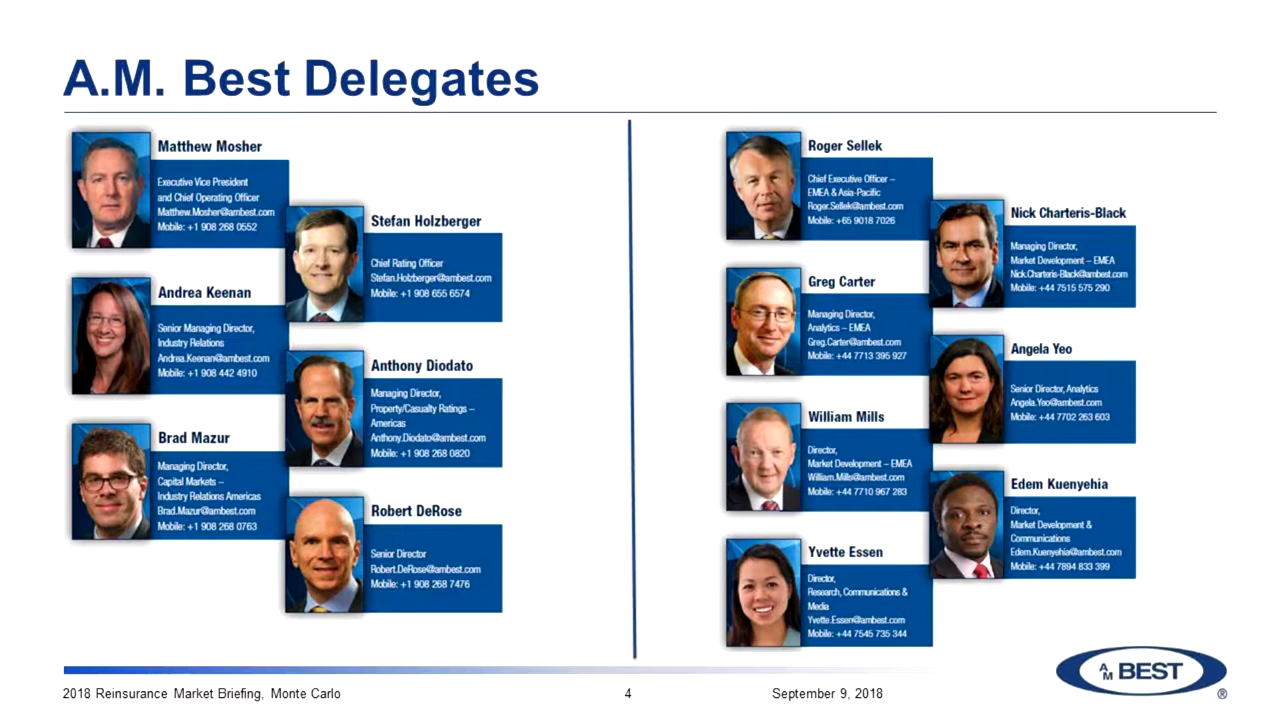 A.M. Best Delegates
Matthew Mosher
Executive Vice President
and Chief Operating Officer
Matthew.Mosher@ambest.com
Mobile: +1 908 268 0552
Stefan Holzberger
Chief Rating Officer
Stefan.Holzberger@ambest.com
Mobile: +1 908 655 6574
Andrea Keenan
Senior Managing Director,
Industry Relations
Andrea.Keenan@ambest.com
Mobile: +1 908 442 4910
Anthony Diodato
Managing Director,
Property/Casualty Ratings –
Americas
Anthony.Diodato@ambest.com
Mobile: +1 908 268 0820
Brad Mazur
Managing Director,
Capital Markets –
Industry Relations Americas
Brad.Mazur@ambest.com
Mobile: +1 908 268 0763
Robert DeRose
Senior Director
Robert.DeRose@ambest.com
Mobile: +1 908 268 7476
Roger Sellek
Chief Executive Officer –
EMEA & Asia-Pacific
Roger.Sellek@ambest.com
Mobile: +65 9018 7026
Nick Charteris-Black
Managing Director,
Market Development – EMEA
Nick.Charteris-Black@ambest.com
Mobile: +44 7515 575 290
Greg Carter
Managing Director,
Analytics – EMEA
Greg.Carter@ambest.com
Mobile: +44 7713 395 927
Angela Yeo
Senior Director, Analytics
Angela.Yeo@ambest.com
Mobile: +44 7702 263 603
William Mills
Director,
Market Development – EMEA
William.Mills@ambest.com
Mobile: +44 7710 967 283
Edem Kuenyehia
Director,
Market Development &
Communications
Edem.Kuenyehia@ambest.com
Mobile: +44 7894 833 399
Yvette Essen
Director,
Research, Communications &
Media
Yvette.Essen@ambest.com
Mobile: +44 7545 735 344
AM BEST ®
2018 Reinsurance Market Briefing, Monte Carlo
4
September 9, 2018